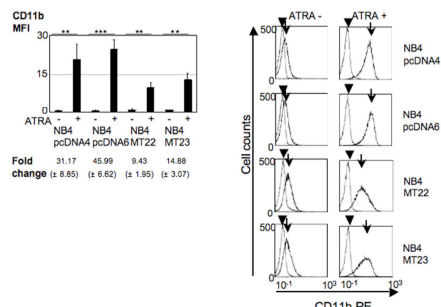 CD11b
MFI
** *** ** **
30
15
0
ATRA - + - + - + - +
NB4 NB4 NB4 NB4
pcDNA4 pcDNA6 MT22 MT23
Fold 31.17 45.99 9.43 14.88
change (± 8.85) (± 6.62) (± 1.95) (± 3.07)
ATRA - ATRA +
500
0
NB4
pcDNA4
500
0
NB4
pcDNA6
500
0
NB4
MT22
500
0
NB4
MT23
Cell counts
10-1 10³ 10-1 10³
CD11b PE